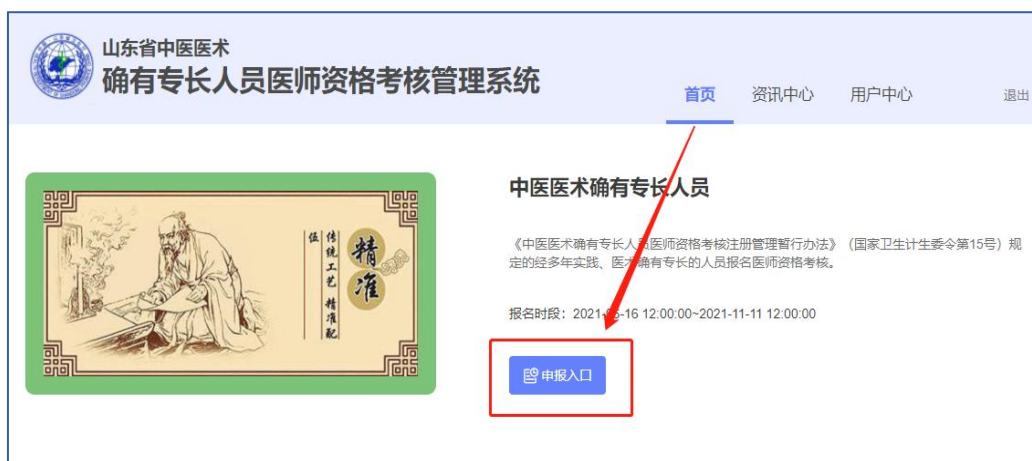 山东省中医医术
确有专长人员医师资格考核管理系统
首页 资讯中心 用户中心 退出
中医医术确有专长人员
《中医医术确有专长人员医师资格考核注册管理暂行办法》（国家卫生计生委令第15号）规
定的经多年实践、医术确有专长的人员报名医师资格考核。
报名时段：2021- -16 12:00:00~2021-11-11 12:00:00
申报入口
精准
传统工艺 精准配
伍